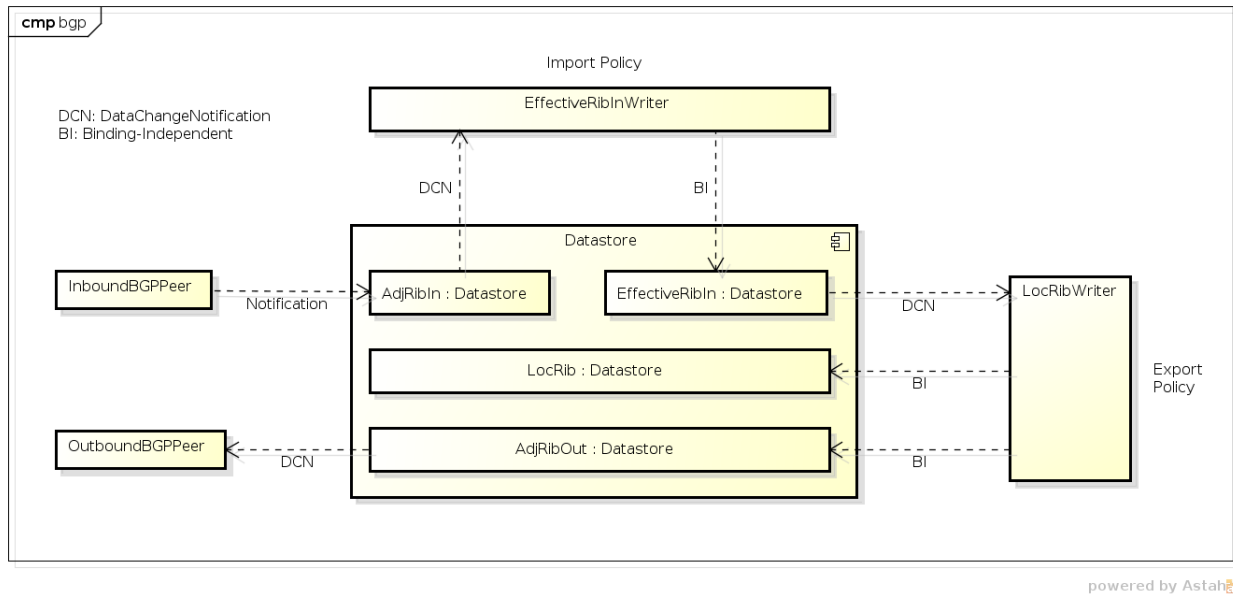 cmp bgp
Import Policy
EffectiveRibInWriter
DCN: DataChangeNotification
BI: Binding-Independent
DCN
BI
Datastore
InboundBGPPeer
Notification
AdjRibIn : Datastore
EffectiveRibIn : Datastore
DCN
LocRibWriter
LocRib : Datastore
BI
Export
Policy
OutboundBGPPeer
DCN
AdjRibOut : Datastore
BI
powered by Astah